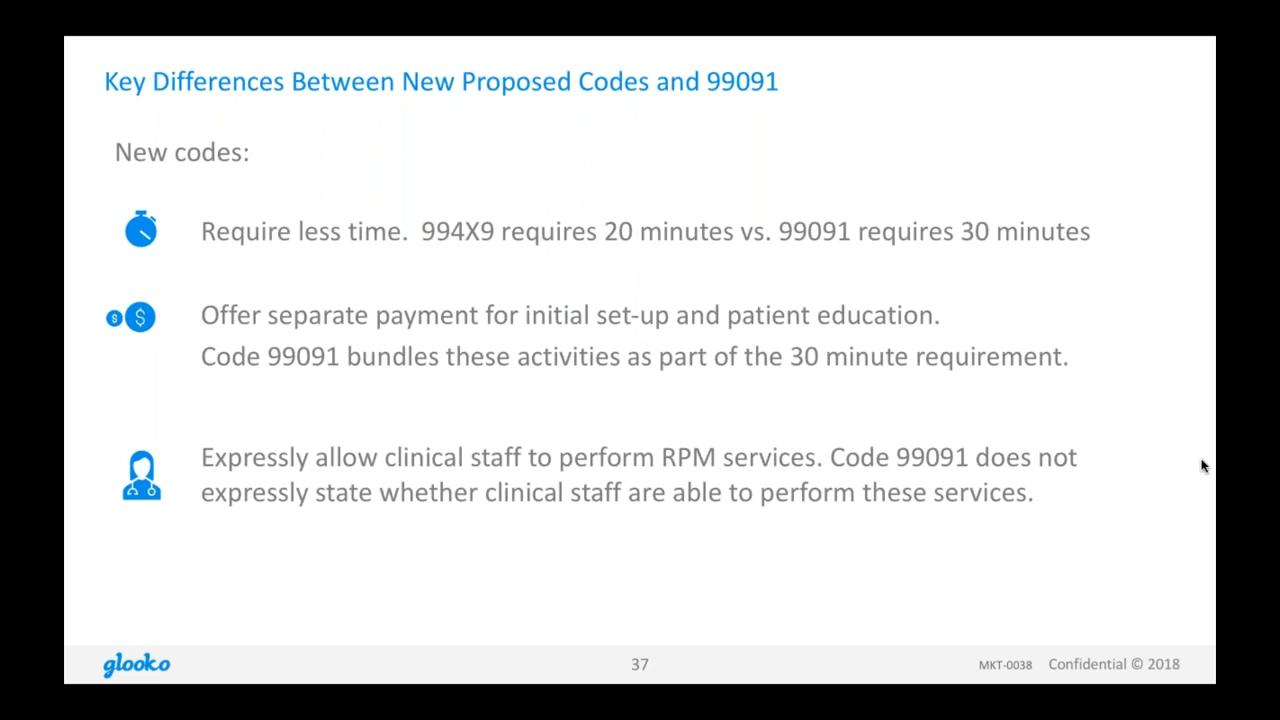 Key Differences Between New Proposed Codes and 99091
New codes:
Require less time.  994X9 requires 20 minutes vs. 99091 requires 30 minutes
$ $
Offer separate payment for initial set-up and patient education.
Code 99091 bundles these activities as part of the 30 minute requirement.
Expressly allow clinical staff to perform RPM services. Code 99091 does not
expressly state whether clinical staff are able to perform these services.
glooko
37
MKT-0038 Confidential © 2018